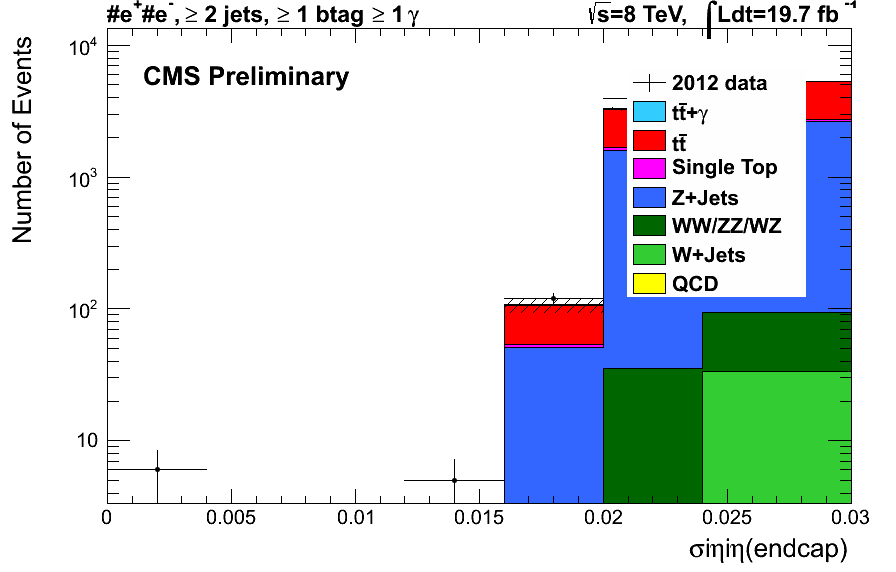 #e⁺#e⁻, ≥ 2 jets, ≥ 1 btag ≥ 1 γ
√s=8 TeV, ∫Ldt=19.7 fb⁻¹
CMS Preliminary
Number of Events
10⁴
10³
10²
10
2012 data
tt̄+γ
tt̄
Single Top
Z+Jets
WW/ZZ/WZ
W+Jets
QCD
0 0.005 0.01 0.015 0.02 0.025 0.03
σiηiη(endcap)